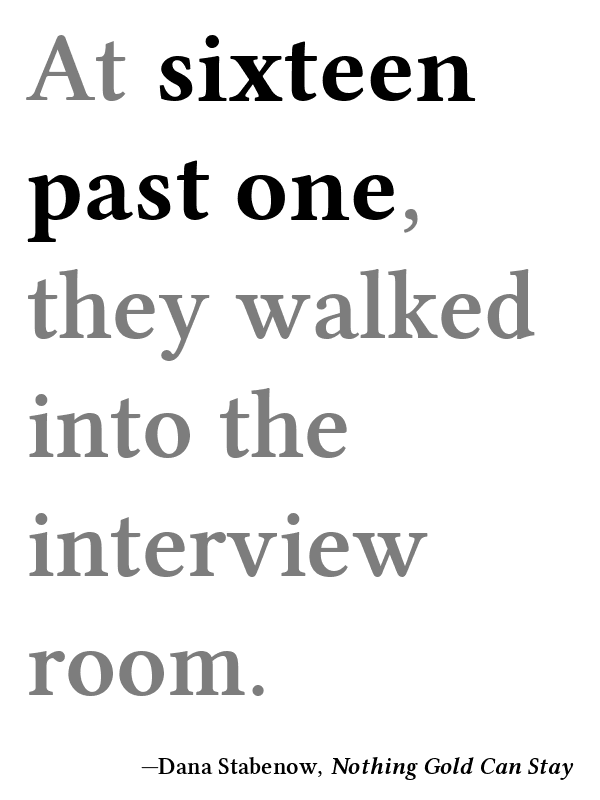 At sixteen
past one,
they walked
into the
interview
room.
—Dana Stabenow, Nothing Gold Can Stay